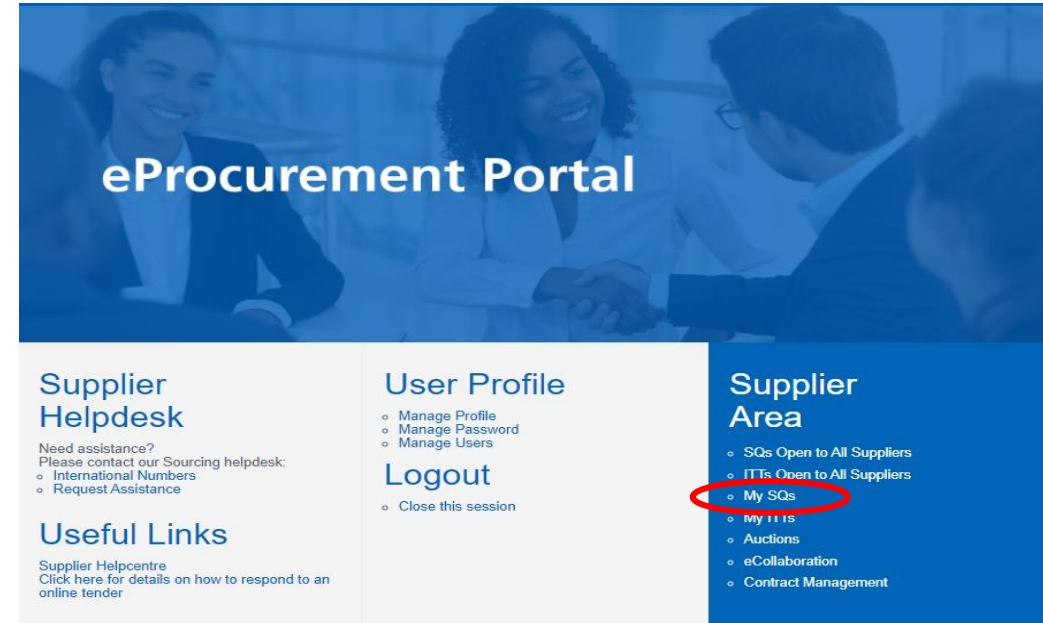 eProcurement Portal
Supplier
Helpdesk
Need assistance?
Please contact our Sourcing helpdesk:
International Numbers
Request Assistance
Useful Links
Supplier Helpcentre
Click here for details on how to respond to an
online tender
User Profile
Manage Profile
Manage Password
Manage Users
Logout
Close this session
Supplier
Area
SQs Open to All Suppliers
ITTs Open to All Suppliers
My SQs
My ITTs
Auctions
eCollaboration
Contract Management